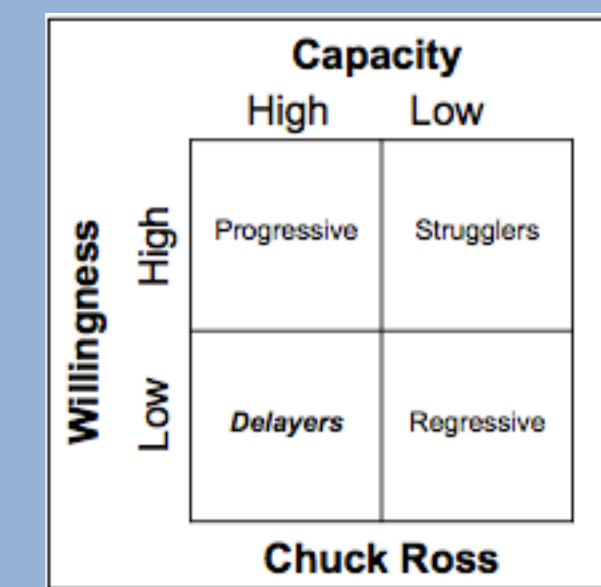 Capacity
High Low
Willingness
High
Progressive Strugglers
Low
Delayers Regressive
Chuck Ross